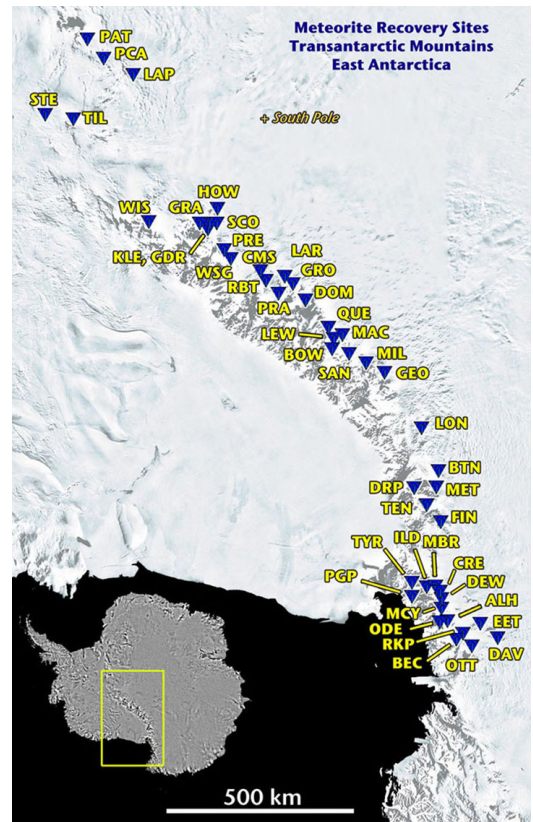 Meteorite Recovery Sites
Transantarctic Mountains
East Antarctica
PAT
PCA
LAP
STE
TIL
+ South Pole
HOW
WIS
GRA
SCO
KLE, GDR
PRE
CMS
LAR
WSG
GRO
RBT
DOM
PRA
QUE
LEW
MAC
BOW
MIL
SAN
GEO
LON
BTN
DRP
MET
TEN
FIN
TYR
ILD
MBR
CRE
PGP
DEW
ALH
MCY
EET
ODE
RKP
DAV
BEC
OTT
500 km